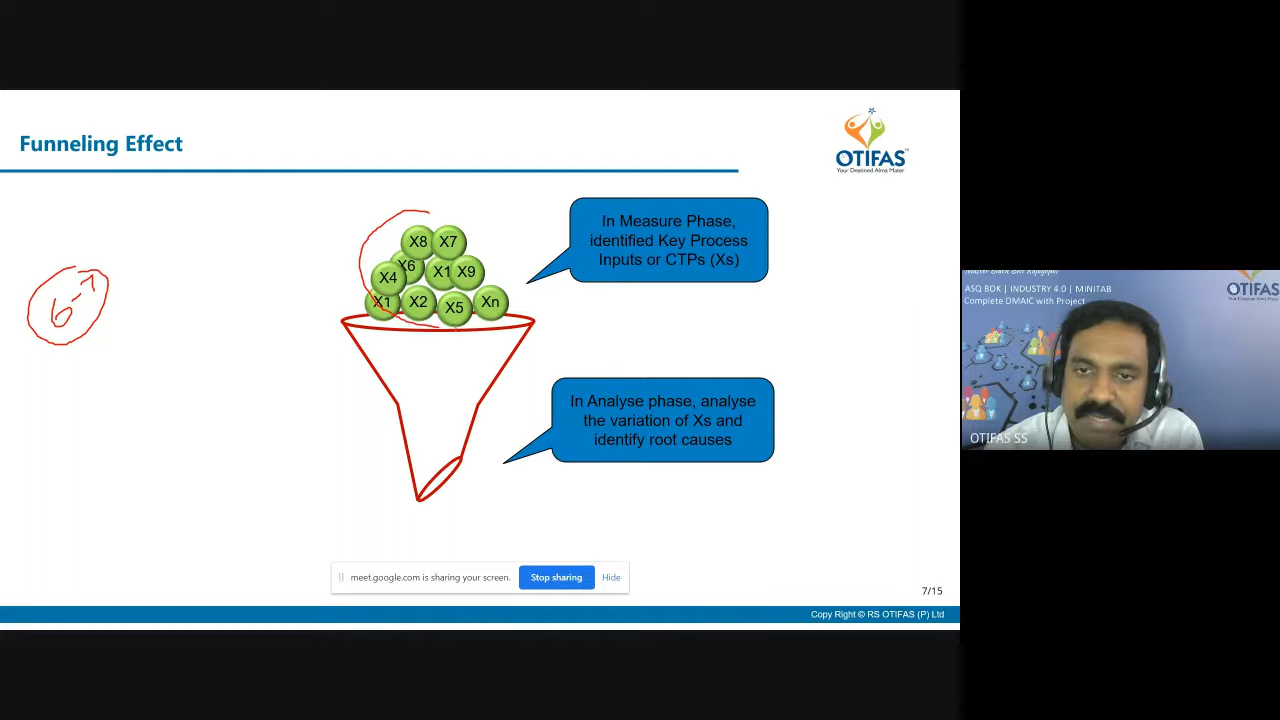 Funneling Effect
OTIFAS
Your Destined Alma Mater
In Measure Phase,
identified Key Process
Inputs or CTPs (Xs)
X8 X7
X6 X1 X9
X4
X1 X2 X5 Xn
6-7
In Analyse phase, analyse
the variation of Xs and
identify root causes
meet.google.com is sharing your screen. Stop sharing Hide
7/15
Copy Right © RS OTIFAS (P) Ltd
ASQ BOK | INDUSTRY 4.0 | MINITAB
Complete DMAIC with Project
OTIFAS
OTIFAS SS